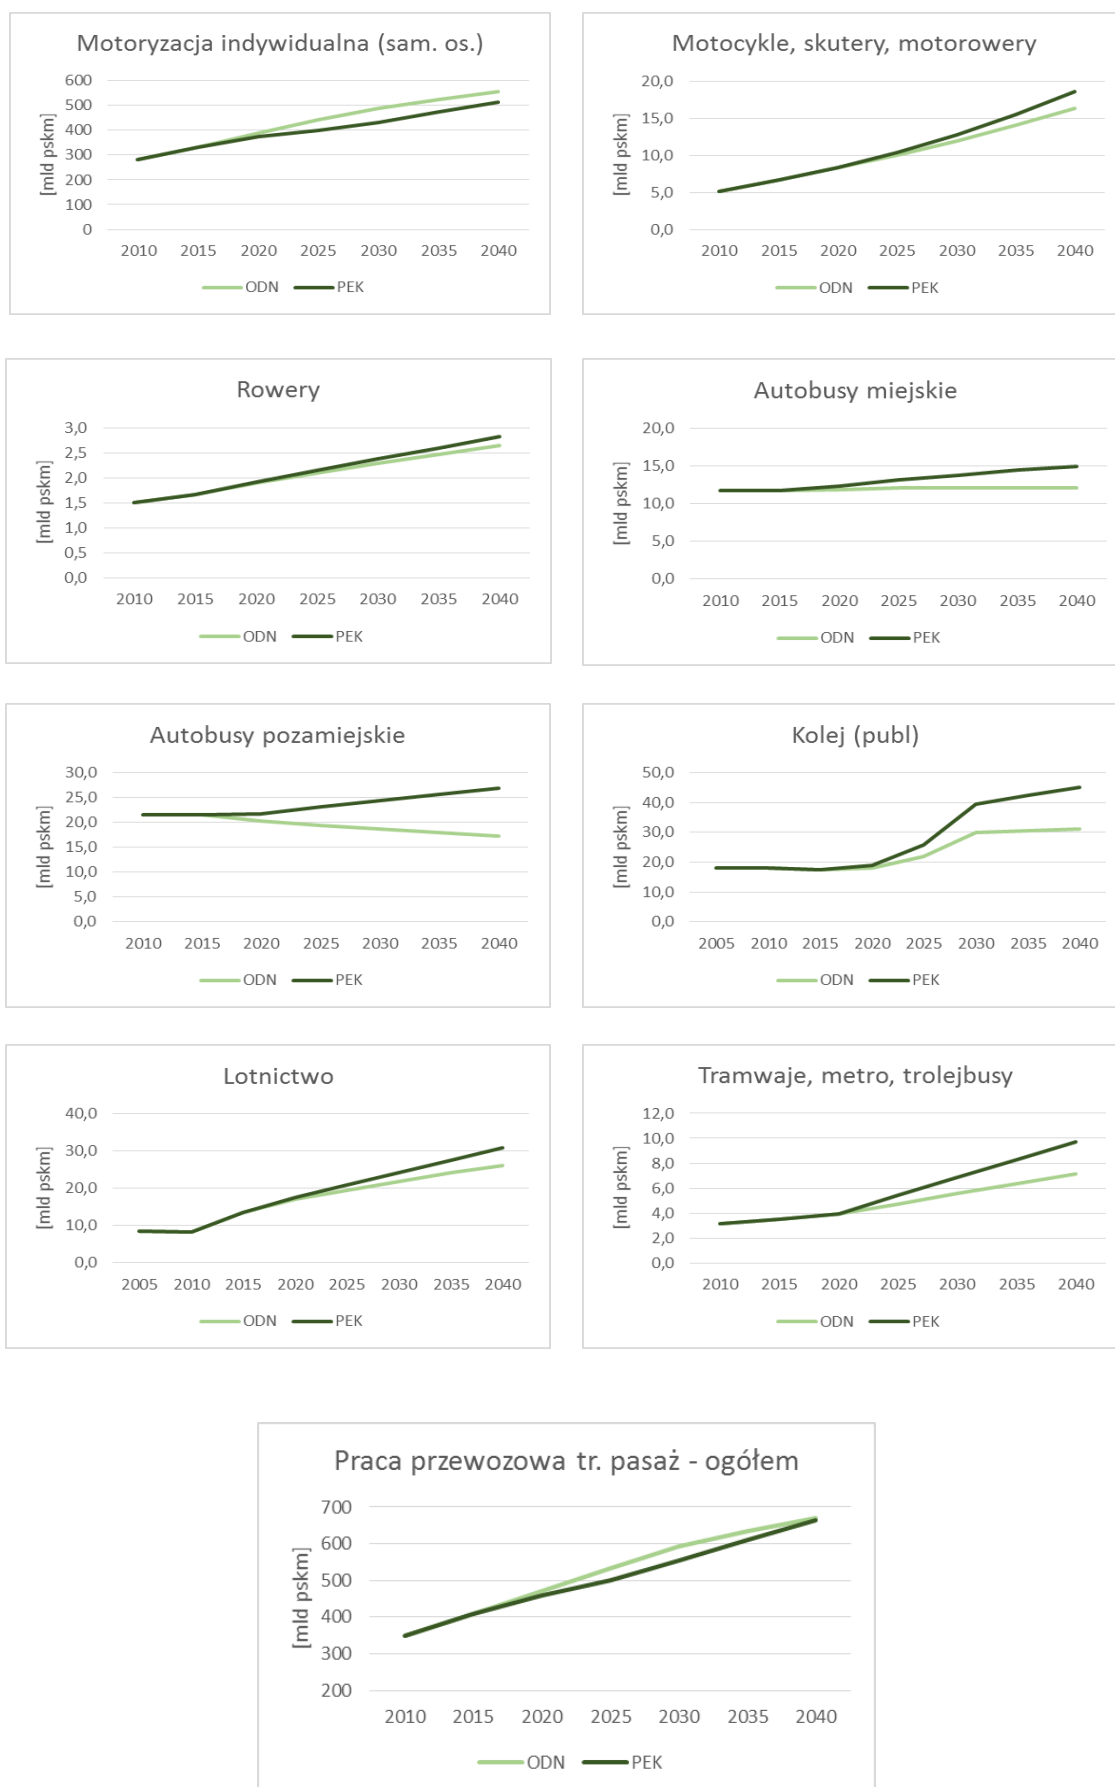 Motoryzacja indywidualna (sam. os.)
[mld pskm]
600
500
400
300
200
100
0
2010 2015 2020 2025 2030 2035 2040
ODN PEK
Motocykle, skutery, motorowery
[mld pskm]
20,0
15,0
10,0
5,0
0,0
2010 2015 2020 2025 2030 2035 2040
ODN PEK
Rowery
[mld pskm]
3,0
2,5
2,0
1,5
1,0
0,5
0,0
2010 2015 2020 2025 2030 2035 2040
ODN PEK
Autobusy miejskie
[mld pskm]
20,0
15,0
10,0
5,0
0,0
2010 2015 2020 2025 2030 2035 2040
ODN PEK
Autobusy pozamiejskie
[mld pskm]
30,0
25,0
20,0
15,0
10,0
5,0
0,0
2010 2015 2020 2025 2030 2035 2040
ODN PEK
Kolej (publ)
[mld pskm]
50,0
40,0
30,0
20,0
10,0
0,0
2005 2010 2015 2020 2025 2030 2035 2040
ODN PEK
Lotnictwo
[mld pskm]
40,0
30,0
20,0
10,0
0,0
2005 2010 2015 2020 2025 2030 2035 2040
ODN PEK
Tramwaje, metro, trolejbusy
[mld pskm]
12,0
10,0
8,0
6,0
4,0
2,0
0,0
2010 2015 2020 2025 2030 2035 2040
ODN PEK
Praca przewozowa tr. pasaż - ogółem
[mld pskm]
700
600
500
400
300
200
2010 2015 2020 2025 2030 2035 2040
ODN PEK